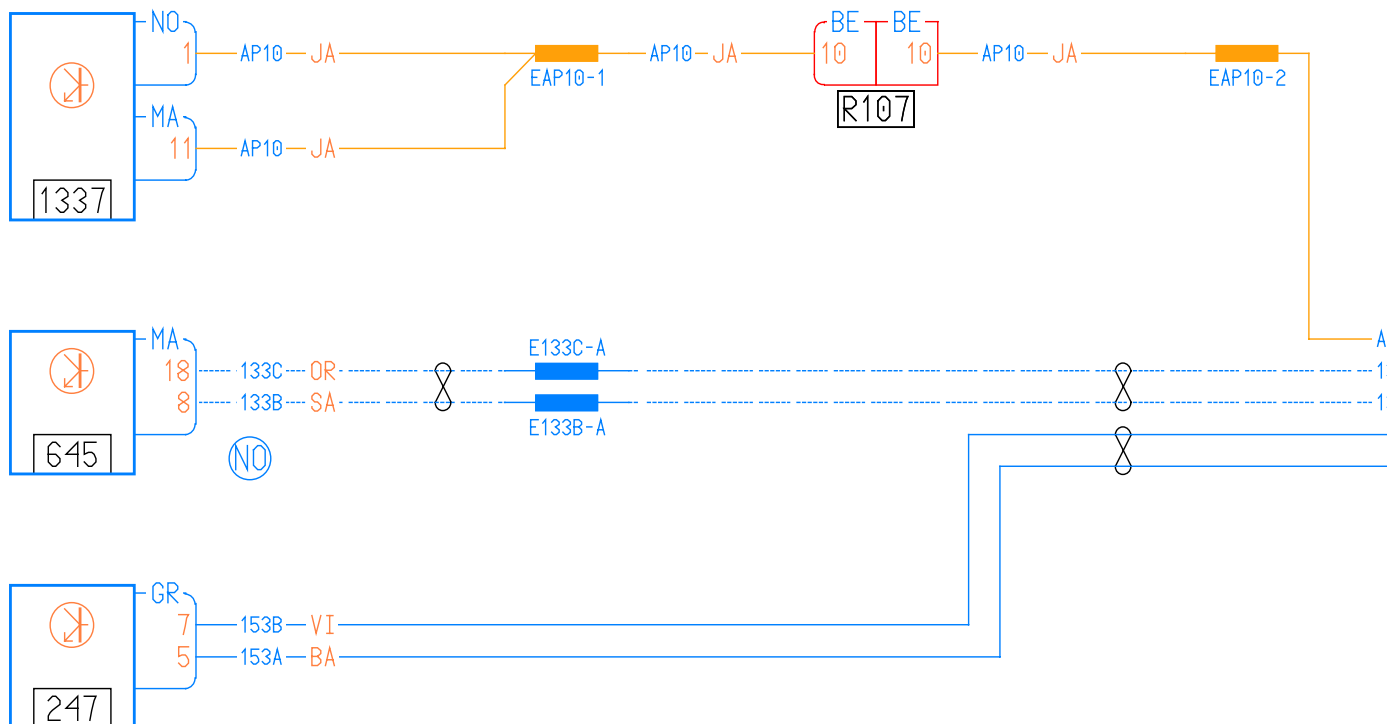 NO BE BE
1 AP10 JA AP10 JA 10 10 AP10 JA
EAP10-1 EAP10-2
R107
MA
11 AP10 JA
1337
MA E133C-A
18 133C OR
8 133B SA
E133B-A
645 NO
GR
7 153B VI
5 153A BA
247